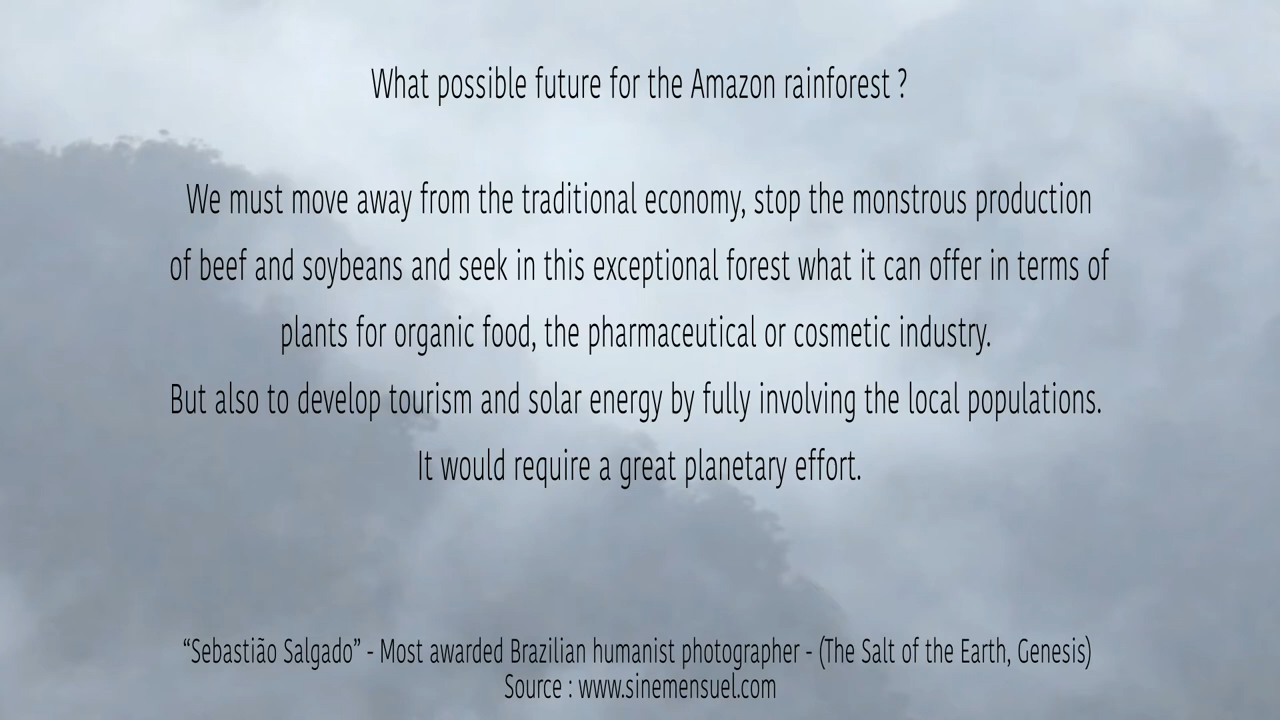 What possible future for the Amazon rainforest ?
We must move away from the traditional economy, stop the monstrous production
of beef and soybeans and seek in this exceptional forest what it can offer in terms of
plants for organic food, the pharmaceutical or cosmetic industry.
But also to develop tourism and solar energy by fully involving the local populations.
It would require a great planetary effort.
“Sebastião Salgado” - Most awarded Brazilian humanist photographer - (The Salt of the Earth, Genesis)
Source : www.sinemensuel.com